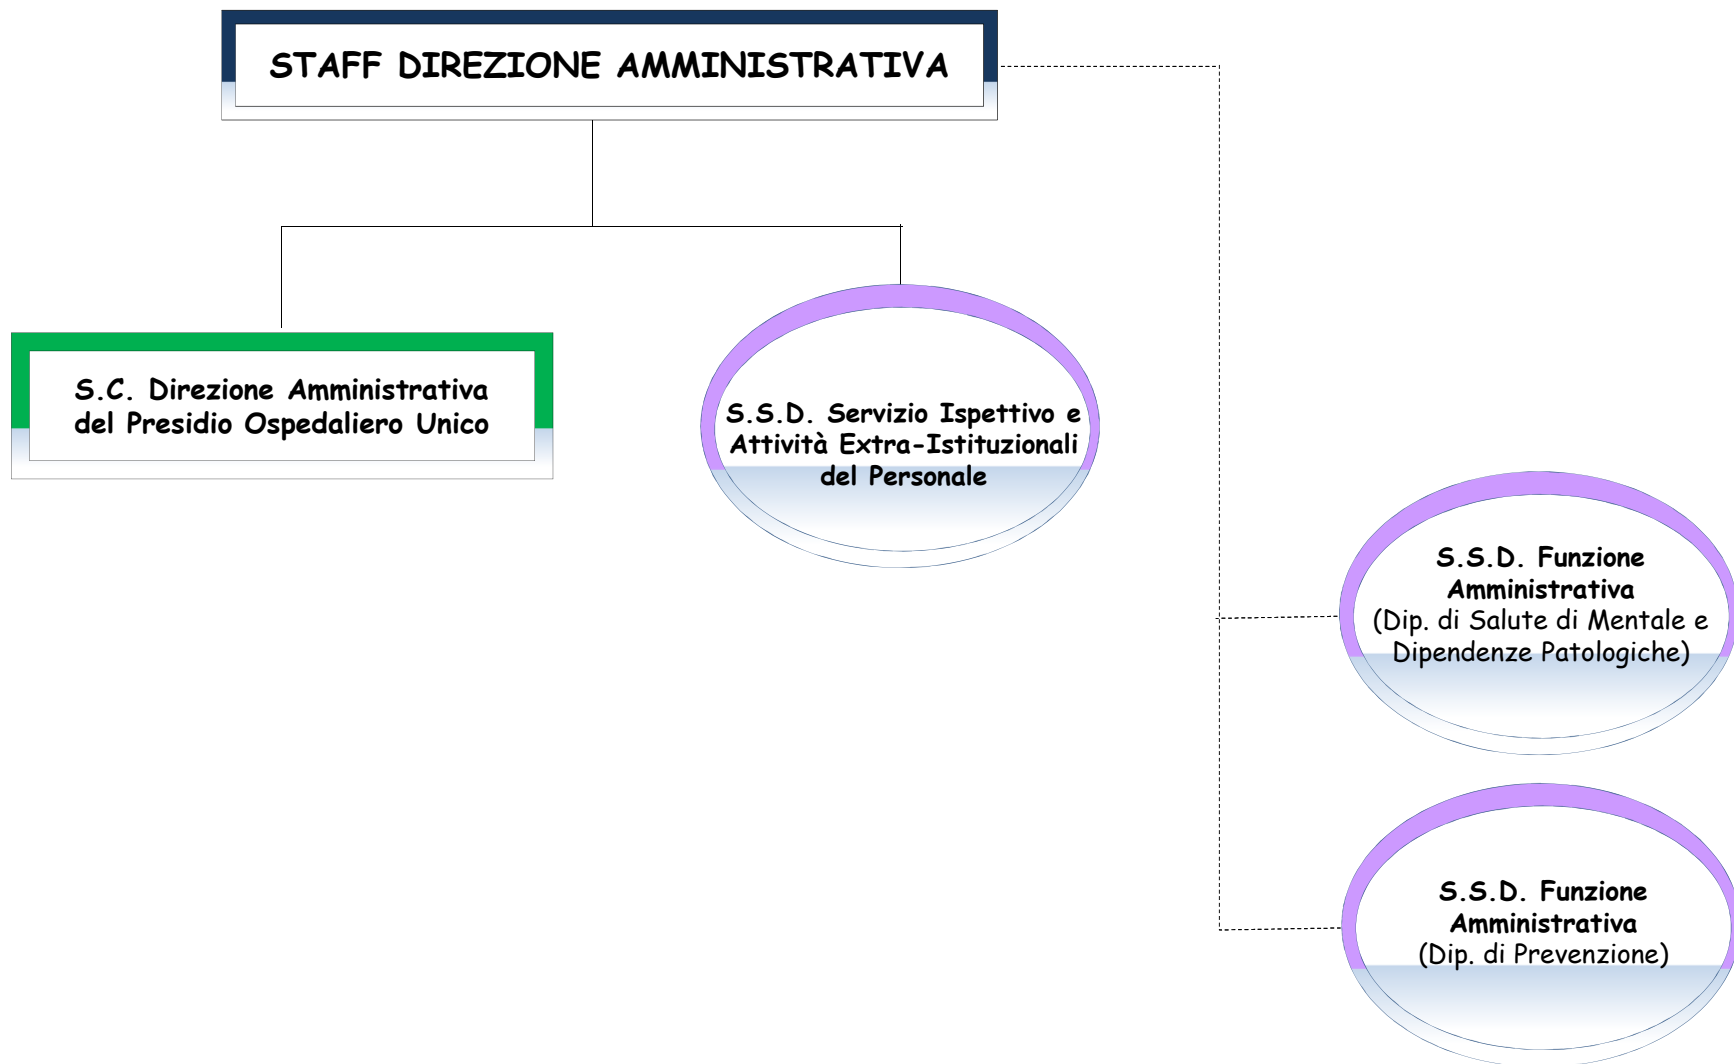 STAFF DIREZIONE AMMINISTRATIVA
S.C. Direzione Amministrativa
del Presidio Ospedaliero Unico
S.S.D. Servizio Ispettivo e
Attività Extra-Istituzionali
del Personale
S.S.D. Funzione
Amministrativa
(Dip. di Salute di Mentale e
Dipendenze Patologiche)
S.S.D. Funzione
Amministrativa
(Dip. di Prevenzione)